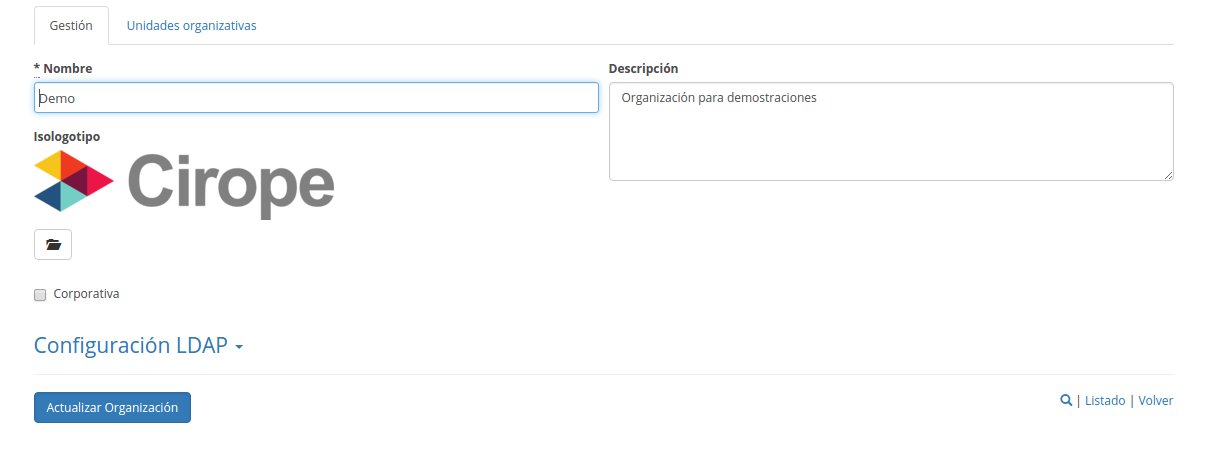 Gestión
Unidades organizativas
* Nombre
Demo
Descripción
Organización para demostraciones
Isologotipo
Cirope
Corporativa
Configuración LDAP
Actualizar Organización
| Listado | Volver